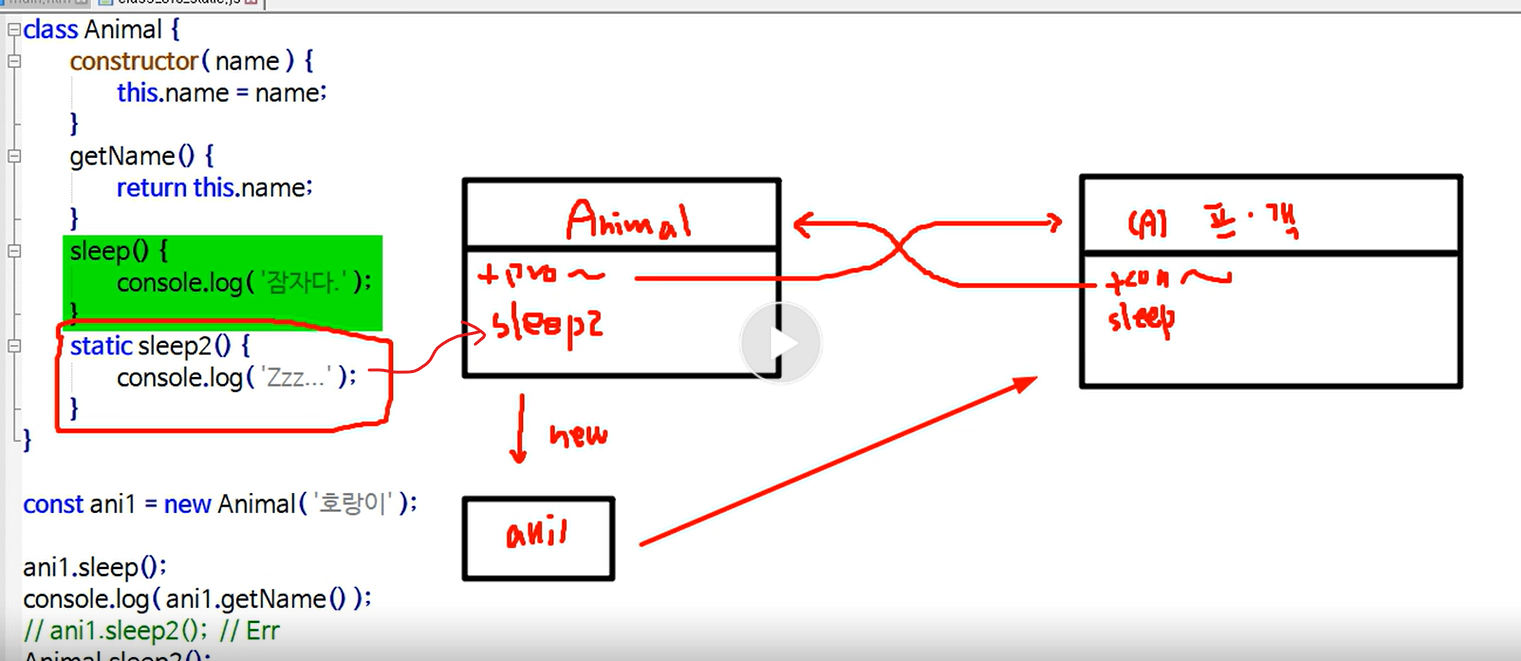 class Animal {
constructor( name ) {
this.name = name;
}
getName() {
return this.name;
}
sleep() {
console.log( '잠자다.' );
}
static sleep2() {
console.log( 'Zzz...' );
}
}
const ani1 = new Animal( '호랑이' );
ani1.sleep();
console.log( ani1.getName() );
// ani1.sleep2(); // Err
Animal.sleep2();
Animal
+pro ~
sleep2
new
ani1
(A) 프·객
+con ~
sleep